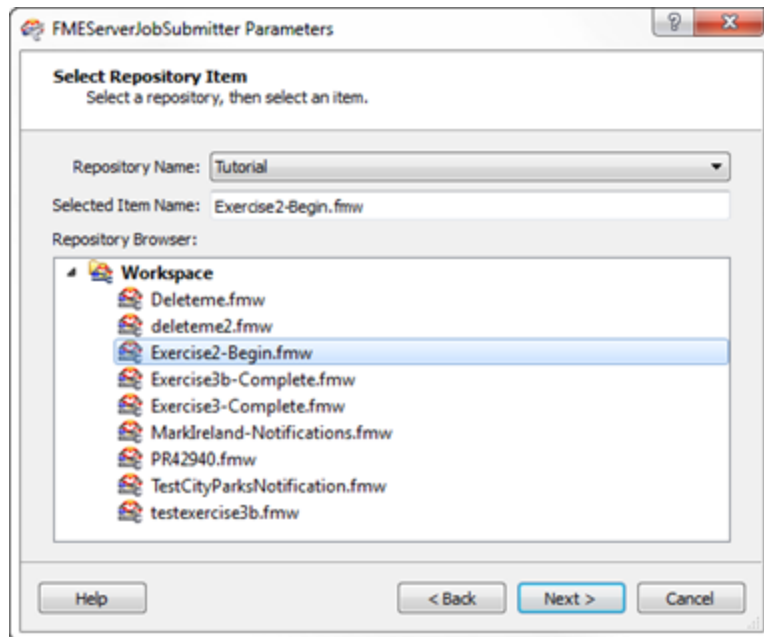 FMEServerJobSubmitter Parameters
Select Repository Item
Select a repository, then select an item.
Repository Name: Tutorial
Selected Item Name: Exercise2-Begin.fmw
Repository Browser:
Workspace
Deleteme.fmw
deleteme2.fmw
Exercise2-Begin.fmw
Exercise3b-Complete.fmw
Exercise3-Complete.fmw
MarkIreland-Notifications.fmw
PR42940.fmw
TestCityParksNotification.fmw
testexercise3b.fmw
Help < Back Next > Cancel